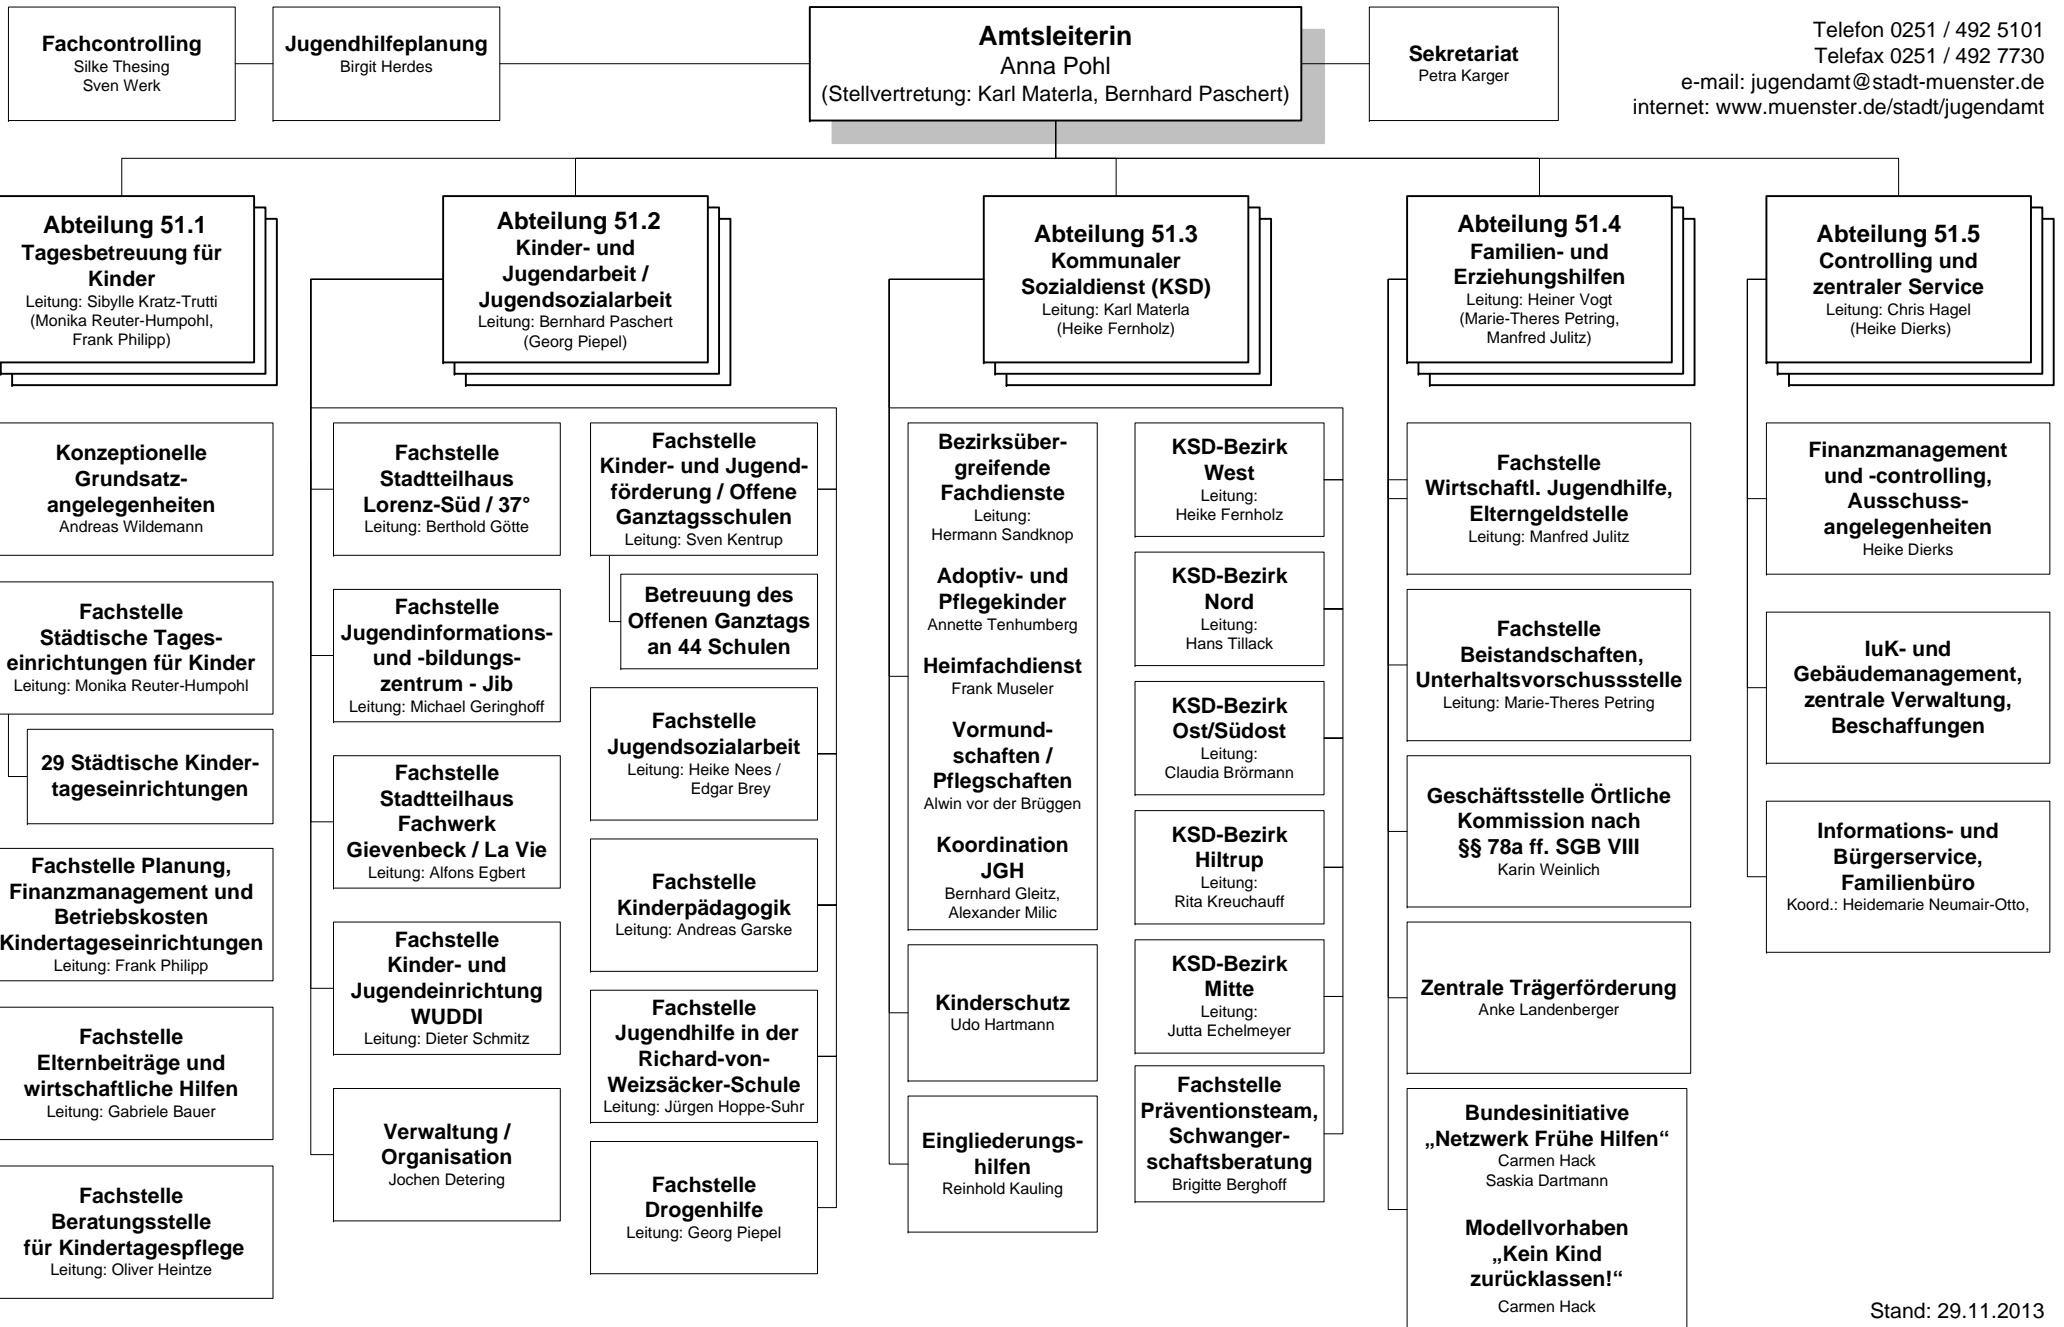 Fachcontrolling
Silke Thesing
Sven Werk
Jugendhilfeplanung
Birgit Herdes
Amtsleiterin
Anna Pohl
(Stellvertretung: Karl Materla, Bernhard Paschert)
Sekretariat
Petra Karger
Telefon 0251 / 492 5101
Telefax 0251 / 492 7730
e-mail: jugendamt@stadt-muenster.de
internet: www.muenster.de/stadt/jugendamt
Abteilung 51.1
Tagesbetreuung für
Kinder
Leitung: Sibylle Kratz-Trutti
(Monika Reuter-Humpohl,
Frank Philipp)
Konzeptionelle
Grundsatz-
angelegenheiten
Andreas Wildemann
Fachstelle
Städtische Tages-
einrichtungen für Kinder
Leitung: Monika Reuter-Humpohl
29 Städtische Kinder-
tageseinrichtungen
Fachstelle Planung,
Finanzmanagement und
Betriebskosten
Kindertageseinrichtungen
Leitung: Frank Philipp
Fachstelle
Elternbeiträge und
wirtschaftliche Hilfen
Leitung: Gabriele Bauer
Fachstelle
Beratungsstelle
für Kindertagespflege
Leitung: Oliver Heintze
Abteilung 51.2
Kinder- und
Jugendarbeit /
Jugendsozialarbeit
Leitung: Bernhard Paschert
(Georg Piepel)
Fachstelle
Stadtteilhaus
Lorenz-Süd / 37°
Leitung: Berthold Götte
Fachstelle
Jugendinformations-
und -bildungs-
zentrum - Jib
Leitung: Michael Geringhoff
Fachstelle
Stadtteilhaus
Fachwerk
Gievenbeck / La Vie
Leitung: Alfons Egbert
Fachstelle
Kinder- und
Jugendeinrichtung
WUDDI
Leitung: Dieter Schmitz
Verwaltung /
Organisation
Jochen Detering
Fachstelle
Kinder- und Jugend-
förderung / Offene
Ganztagsschulen
Leitung: Sven Kentrup
Betreuung des
Offenen Ganztags
an 44 Schulen
Fachstelle
Jugendsozialarbeit
Leitung: Heike Nees /
Edgar Brey
Fachstelle
Kinderpädagogik
Leitung: Andreas Garske
Fachstelle
Jugendhilfe in der
Richard-von-
Weizsäcker-Schule
Leitung: Jürgen Hoppe-Suhr
Fachstelle
Drogenhilfe
Leitung: Georg Piepel
Abteilung 51.3
Kommunaler
Sozialdienst (KSD)
Leitung: Karl Materla
(Heike Fernholz)
Bezirksüber-
greifende
Fachdienste
Leitung:
Hermann Sandknop
Adoptiv- und
Pflegekinder
Annette Tenhumberg
Heimfachdienst
Frank Museler
Vormund-
schaften /
Pflegschaften
Alwin vor der Brüggen
Koordination
JGH
Bernhard Gleitz,
Alexander Milic
Kinderschutz
Udo Hartmann
Eingliederungs-
hilfen
Reinhold Kauling
KSD-Bezirk
West
Leitung:
Heike Fernholz
KSD-Bezirk
Nord
Leitung:
Hans Tillack
KSD-Bezirk
Ost/Südost
Leitung:
Claudia Brörmann
KSD-Bezirk
Hiltrup
Leitung:
Rita Kreuchauff
KSD-Bezirk
Mitte
Leitung:
Jutta Echelmeyer
Fachstelle
Präventionsteam,
Schwanger-
schaftsberatung
Brigitte Berghoff
Abteilung 51.4
Familien- und
Erziehungshilfen
Leitung: Heiner Vogt
(Marie-Theres Petring,
Manfred Julitz)
Fachstelle
Wirtschaftl. Jugendhilfe,
Elterngeldstelle
Leitung: Manfred Julitz
Fachstelle
Beistandschaften,
Unterhaltsvorschussstelle
Leitung: Marie-Theres Petring
Geschäftsstelle Örtliche
Kommission nach
§§ 78a ff. SGB VIII
Karin Weinlich
Zentrale Trägerförderung
Anke Landenberger
Bundesinitiative
„Netzwerk Frühe Hilfen“
Carmen Hack
Saskia Dartmann
Modellvorhaben
„Kein Kind
zurücklassen!“
Carmen Hack
Abteilung 51.5
Controlling und
zentraler Service
Leitung: Chris Hagel
(Heike Dierks)
Finanzmanagement
und -controlling,
Ausschuss-
angelegenheiten
Heike Dierks
IuK- und
Gebäudemanagement,
zentrale Verwaltung,
Beschaffungen
Informations- und
Bürgerservice,
Familienbüro
Koord.: Heidemarie Neumair-Otto,
Stand: 29.11.2013